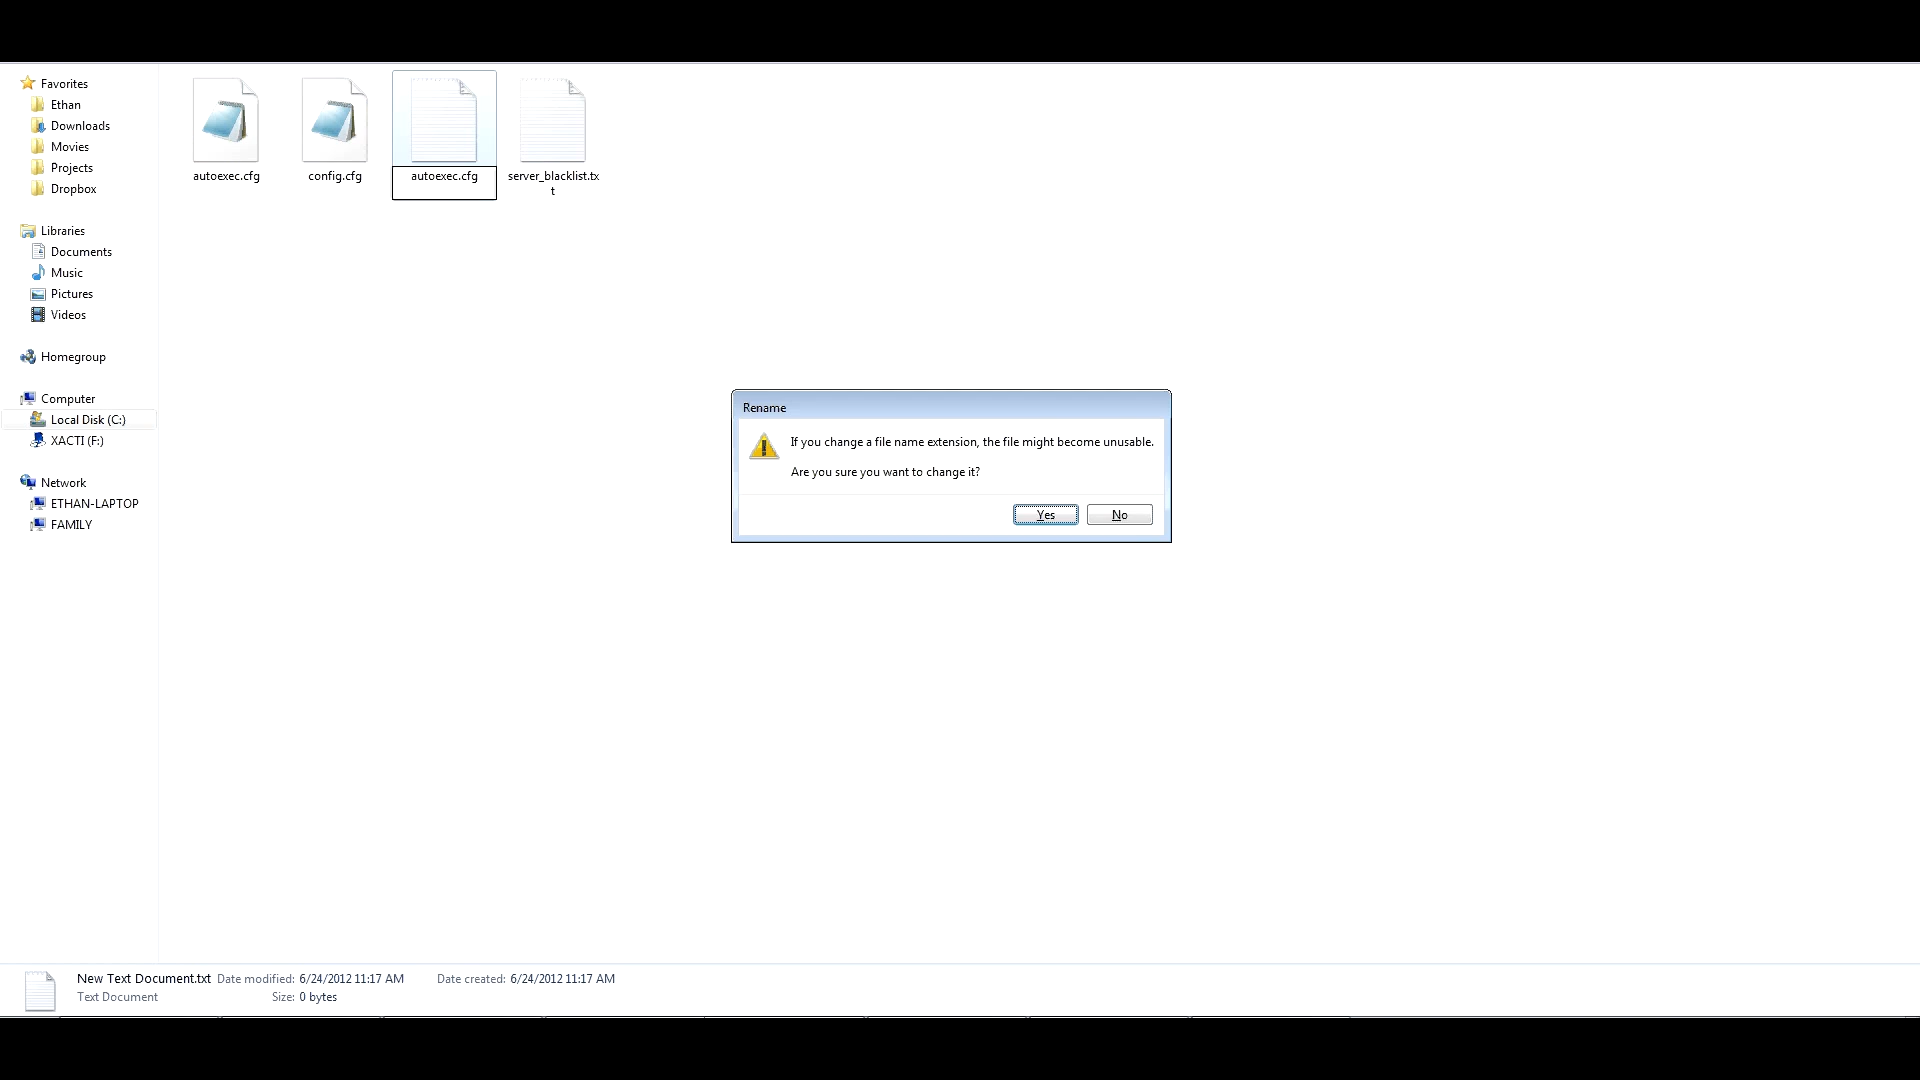 Favorites
Ethan
Downloads
Movies
Projects
Dropbox
Libraries
Documents
Music
Pictures
Videos
Homegroup
Computer
Local Disk (C:)
XACTI (F:)
Network
ETHAN-LAPTOP
FAMILY
autoexec.cfg
config.cfg
autoexec.cfg
server_blacklist.tx
t
Rename
If you change a file name extension, the file might become unusable.
Are you sure you want to change it?
Yes
No
New Text Document.txt Date modified: 6/24/2012 11:17 AM Date created: 6/24/2012 11:17 AM
Text Document Size: 0 bytes